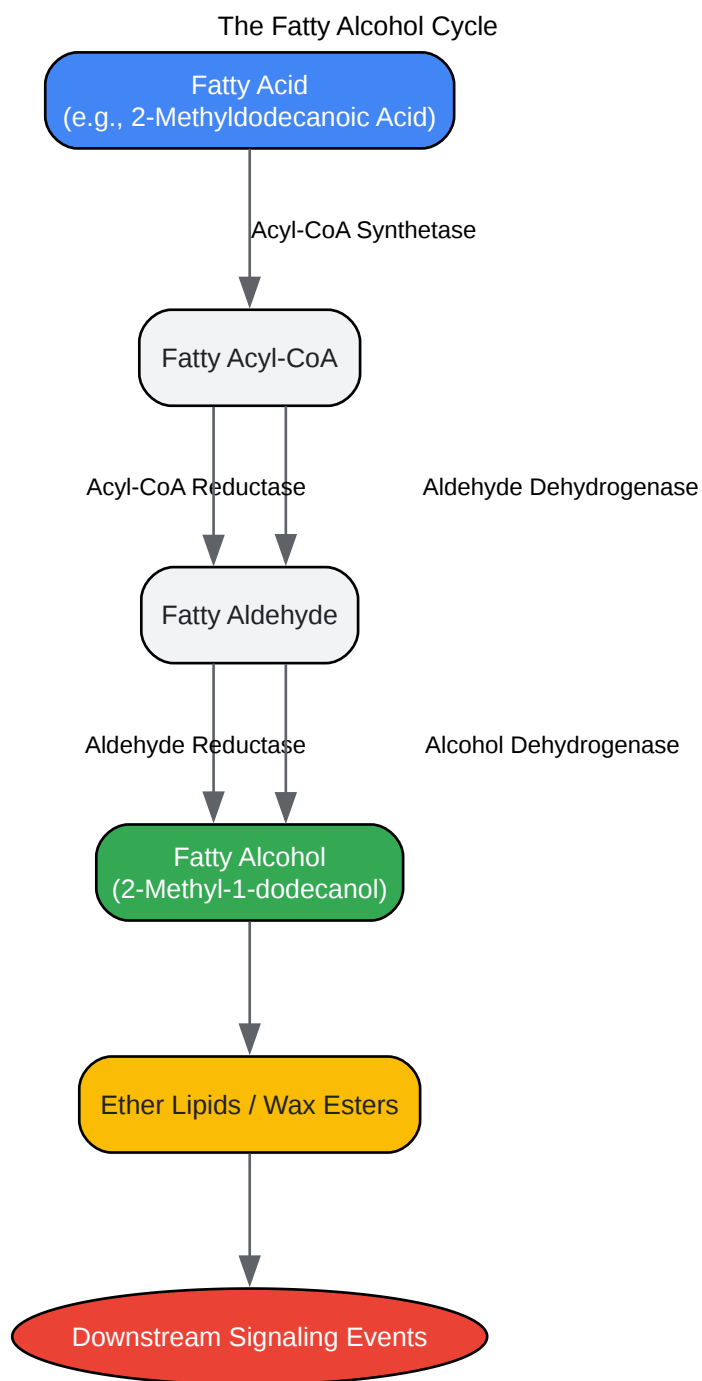 The Fatty Alcohol Cycle
Fatty Acid
(e.g., 2-Methyldodecanoic Acid)
Acyl-CoA Synthetase
Fatty Acyl-CoA
Acyl-CoA Reductase
Aldehyde Dehydrogenase
Fatty Aldehyde
Aldehyde Reductase
Alcohol Dehydrogenase
Fatty Alcohol
(2-Methyl-1-dodecanol)
Ether Lipids / Wax Esters
Downstream Signaling Events